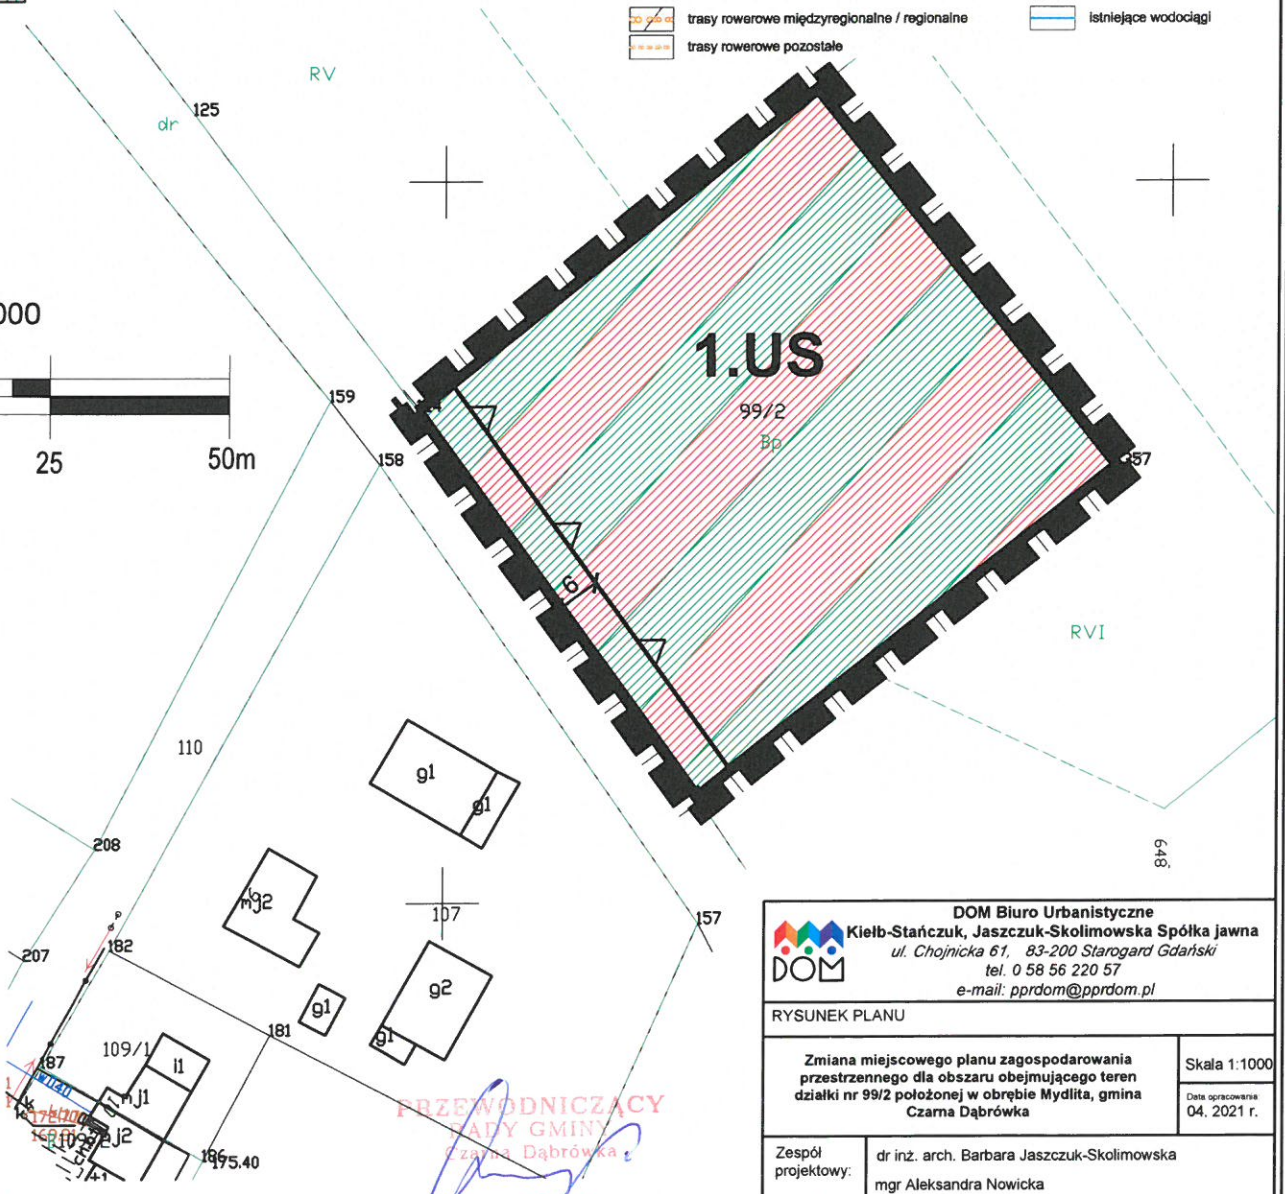 trasy rowerowe międzyregionalne / regionalne
istniejące wodociągi
trasy rowerowe pozostałe
RV
125
dr
000
159
25
50m
158
1.US
99/2
Bp
57
6
RVI
110
g1
g1
208
648
mj2
107
157
207
182
g2
g1
181
g1
109/1
i1
187
w1140
mj1
j2
186
175.40
PRZEWODNICZĄCY
RADY GMINY
Czarna Dąbrówka
DOM
DOM Biuro Urbanistyczne
Kiełb-Stańczuk, Jaszczuk-Skolimowska Spółka jawna
ul. Chojnicka 61, 83-200 Starogard Gdański
tel. 0 58 56 220 57
e-mail: pprdom@pprdom.pl
RYSUNEK PLANU
Zmiana miejscowego planu zagospodarowania
przestrzennego dla obszaru obejmującego teren
działki nr 99/2 położonej w obrębie Mydlita, gmina
Czarna Dąbrówka
Skala 1:1000
Data opracowania
04. 2021 r.
Zespół
projektowy:
dr inż. arch. Barbara Jaszczuk-Skolimowska
mgr Aleksandra Nowicka